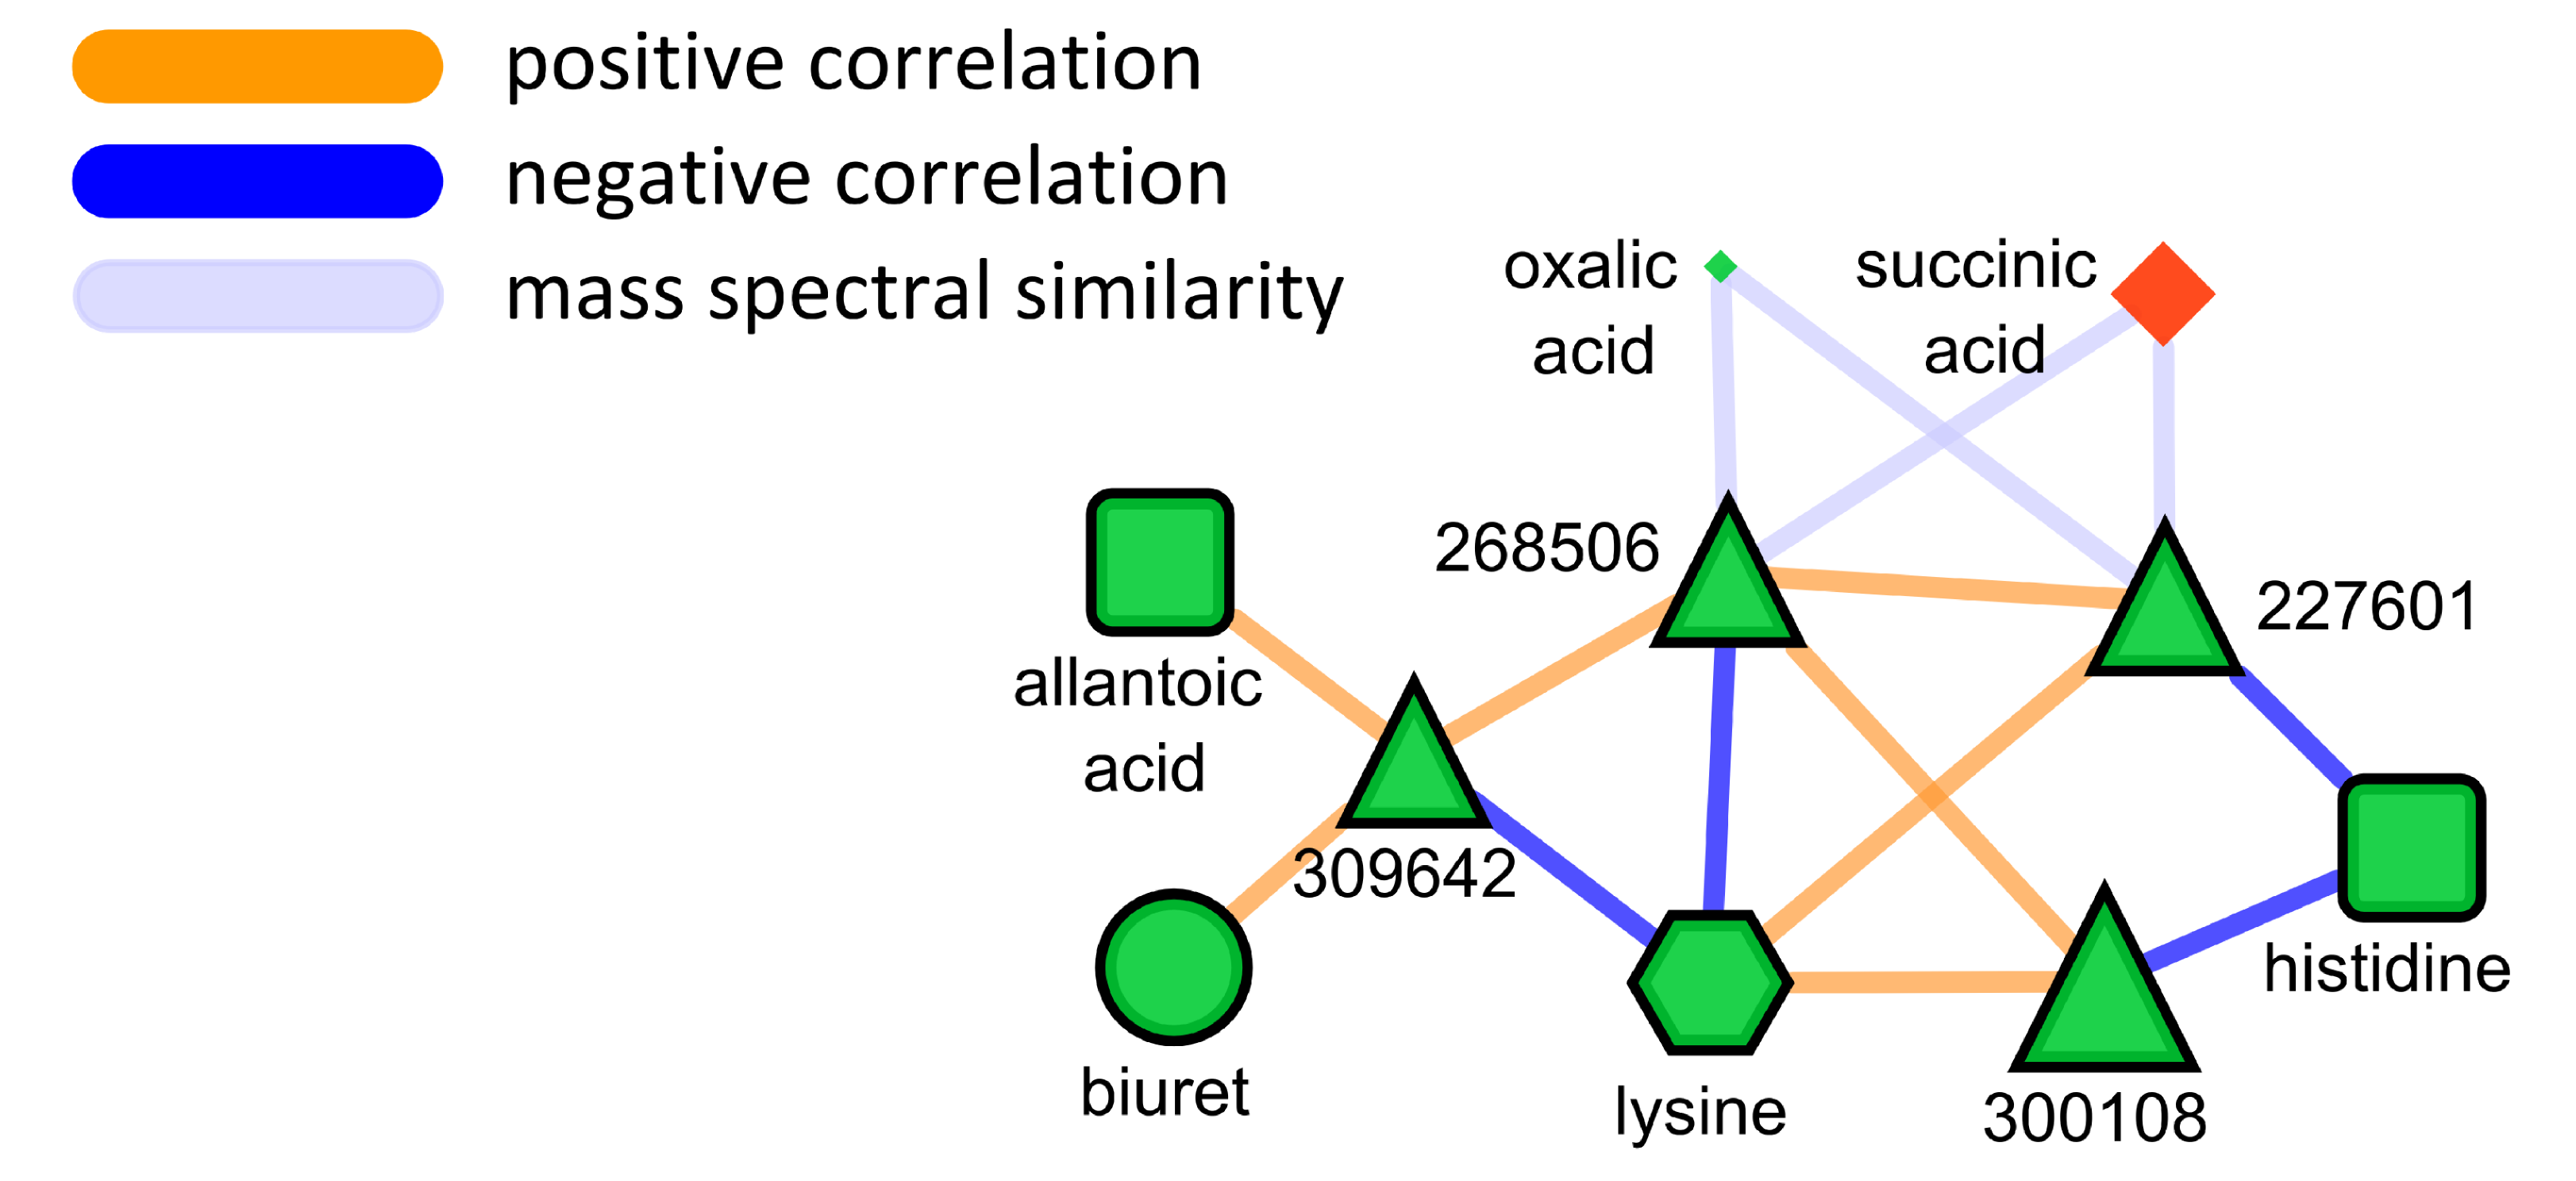 positive correlation
negative correlation
mass spectral similarity
oxalic
acid
succinic
acid
268506
227601
allantoic
acid
309642
histidine
biuret
lysine
300108